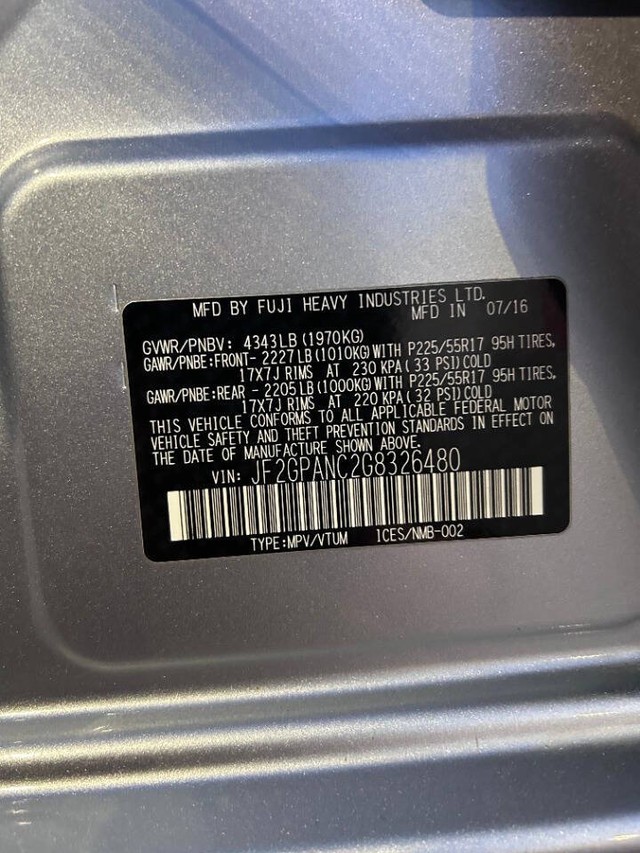 MFD BY FUJI HEAVY INDUSTRIES LTD.
MFD IN 07/16
GVWR/PNBV: 4343LB(1970KG)
GAWR/PNBE:FRONT- 2227LB(1010KG)WITH P225/55R17 95H TIRES,
17X7J RIMS AT 230 KPA( 33 PSI)COLD
GAWR/PNBE:REAR - 2205LB(1000KG)WITH P225/55R17 95H TIRES,
17X7J RIMS AT 220 KPA( 32 PSI)COLD
THIS VEHICLE CONFORMS TO ALL APPLICABLE FEDERAL MOTOR
VEHICLE SAFETY AND THEFT PREVENTION STANDARDS IN EFFECT ON
THE DATE OF MANUFACTURE SHOWN ABOVE.
VIN: JF2GPANC2G8326480
TYPE:MPV/VTUM ICES/NMB-002